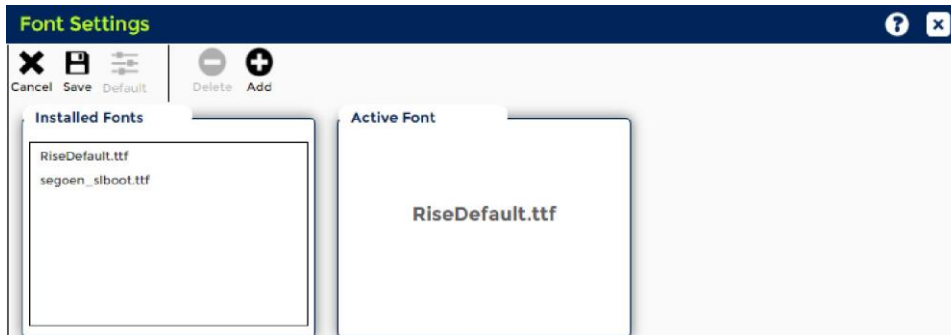 Font Settings
Cancel Save Default Delete Add
Installed Fonts
RiseDefault.ttf
segoen_slboot.ttf
Active Font
RiseDefault.ttf